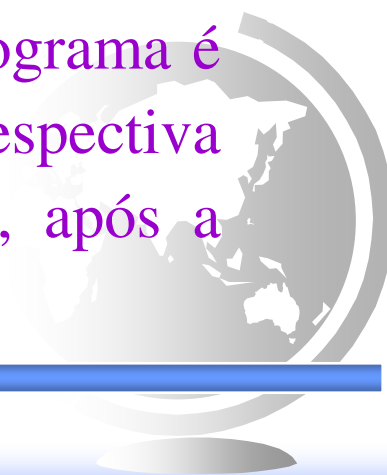 ograma é
espectiva
, após a